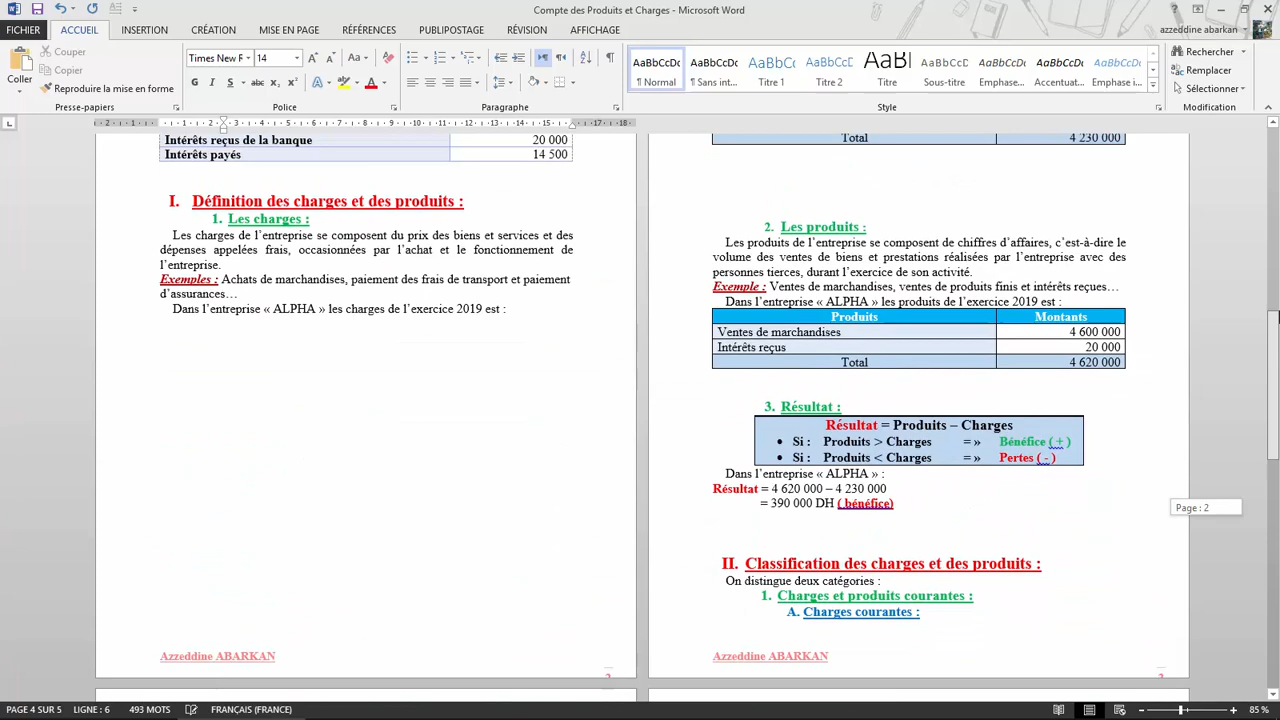 Compte des Produits et Charges - Microsoft Word
FICHIER ACCUEIL INSERTION CRÉATION MISE EN PAGE RÉFÉRENCES PUBLIPOSTAGE RÉVISION AFFICHAGE azzeddine abarkan
Coller
Couper
Copier
Reproduire la mise en forme
Presse-papiers
Times New F 14
G I S abc
Police
Paragraphe
AaBbCcDc AaBbCcDc AaBbCc AaBbCcC AaBl AaBbCcC AaBbCcDc AaBbCcDc AaBbCcDc
¶ Normal ¶ Sans int... Titre 1 Titre 2 Titre Sous-titre Emphase... Accentuat... Emphase i...
Style
Rechercher
Remplacer
Sélectionner
Modification
Intérêts reçus de la banque 20 000
Intérêts payés 14 500
I. Définition des charges et des produits :
1. Les charges :
Les charges de l’entreprise se composent du prix des biens et services et des
dépenses appelées frais, occasionnées par l’achat et le fonctionnement de
l’entreprise.
Exemples : Achats de marchandises, paiement des frais de transport et paiement
d’assurances…
Dans l’entreprise « ALPHA » les charges de l’exercice 2019 est :
Azzeddine ABARKAN
2
Total 4 230 000
2. Les produits :
Les produits de l’entreprise se composent de chiffres d’affaires, c’est-à-dire le
volume des ventes de biens et prestations réalisées par l’entreprise avec des
personnes tierces, durant l’exercice de son activité.
Exemple : Ventes de marchandises, ventes de produits finis et intérêts reçues…
Dans l’entreprise « ALPHA » les produits de l’exercice 2019 est :
Produits Montants
Ventes de marchandises 4 600 000
Intérêts reçus 20 000
Total 4 620 000
3. Résultat :
Résultat = Produits – Charges
• Si : Produits > Charges = » Bénéfice ( + )
• Si : Produits < Charges = » Pertes ( - )
Dans l’entreprise « ALPHA » :
Résultat = 4 620 000 – 4 230 000
= 390 000 DH ( bénéfice)
II. Classification des charges et des produits :
On distingue deux catégories :
1. Charges et produits courantes :
A. Charges courantes :
Azzeddine ABARKAN
Page : 2
PAGE 4 SUR 5 LIGNE : 6 493 MOTS FRANÇAIS (FRANCE) 85 %